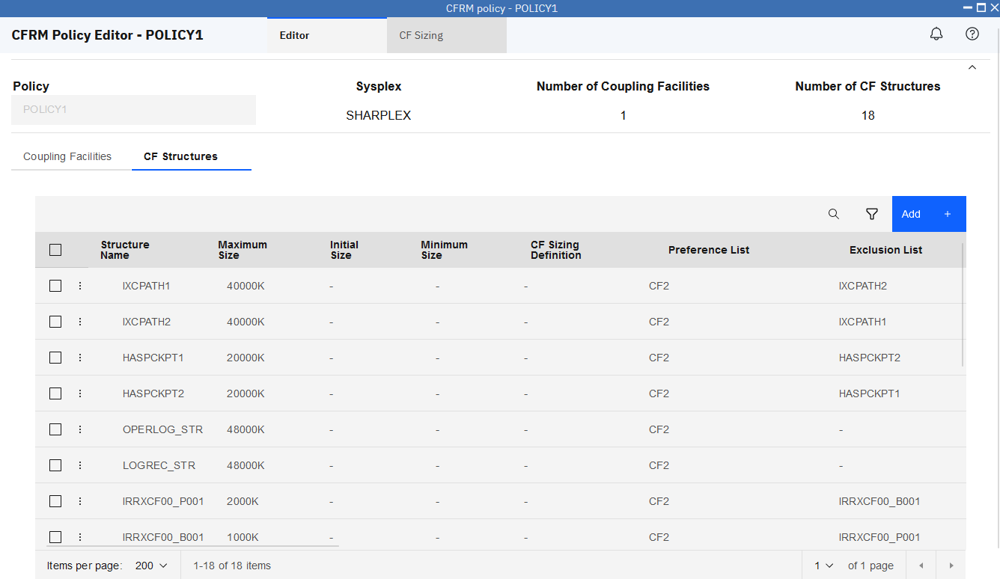 CFRM policy - POLICY1
CFRM Policy Editor - POLICY1 Editor CF Sizing
Policy Sysplex Number of Coupling Facilities Number of CF Structures
POLICY1 SHARPLEX 1 18
Coupling Facilities CF Structures
Add +
Structure Name Maximum Size Initial Size Minimum Size CF Sizing Definition Preference List Exclusion List
IXCPATH1 40000K - - - CF2 IXCPATH2
IXCPATH2 40000K - - - CF2 IXCPATH1
HASPCKPT1 20000K - - - CF2 HASPCKPT2
HASPCKPT2 20000K - - - CF2 HASPCKPT1
OPERLOG_STR 48000K - - - CF2 -
LOGREC_STR 48000K - - - CF2 -
IRRXCF00_P001 2000K - - - CF2 IRRXCF00_B001
IRRXCF00_B001 1000K - - - CF2 IRRXCF00_P001
Items per page: 200 1-18 of 18 items 1 of 1 page